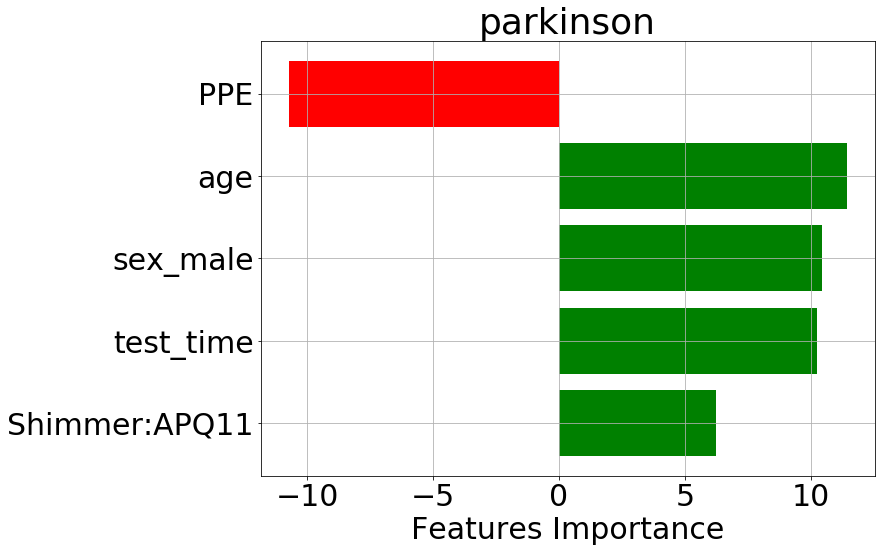 parkinson
PPE
age
sex_male
test_time
Shimmer:APQ11
−10 −5 0 5 10
Features Importance